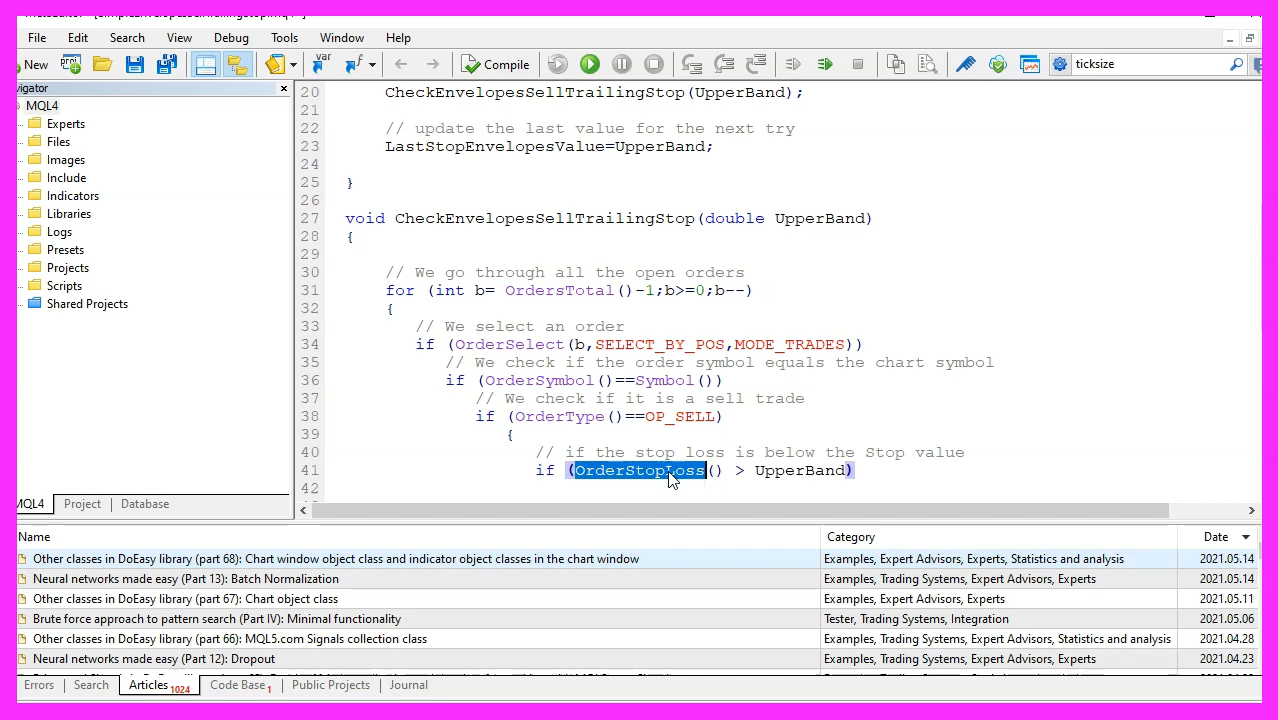 File Edit Search View Debug Tools Window Help
New Compile ticksize
vigator
MQL4
Experts
Files
Images
Include
Indicators
Libraries
Logs
Presets
Projects
Scripts
Shared Projects
MQL4 Project Database
20 CheckEnvelopesSellTrailingStop(UpperBand);
21
22 // update the last value for the next try
23 LastStopEnvelopesValue=UpperBand;
24
25 }
26
27 void CheckEnvelopesSellTrailingStop(double UpperBand)
28 {
29
30 // We go through all the open orders
31 for (int b= OrdersTotal()-1;b>=0;b--)
32 {
33 // We select an order
34 if (OrderSelect(b,SELECT_BY_POS,MODE_TRADES))
35 // We check if the order symbol equals the chart symbol
36 if (OrderSymbol()==Symbol())
37 // We check if it is a sell trade
38 if (OrderType()==OP_SELL)
39 {
40 // if the stop loss is below the Stop value
41 if (OrderStopLoss() > UpperBand)
42
Name Category Date
Other classes in DoEasy library (part 68): Chart window object class and indicator object classes in the chart window Examples, Expert Advisors, Experts, Statistics and analysis 2021.05.14
Neural networks made easy (Part 13): Batch Normalization Examples, Trading Systems, Expert Advisors, Experts 2021.05.14
Other classes in DoEasy library (part 67): Chart object class Examples, Expert Advisors, Experts 2021.05.11
Brute force approach to pattern search (Part IV): Minimal functionality Tester, Trading Systems, Integration 2021.05.06
Other classes in DoEasy library (part 66): MQL5.com Signals collection class Examples, Expert Advisors, Experts, Statistics and analysis 2021.04.28
Neural networks made easy (Part 12): Dropout Examples, Trading Systems, Expert Advisors, Experts 2021.04.23
Errors Search Articles 1024 Code Base 1 Public Projects Journal